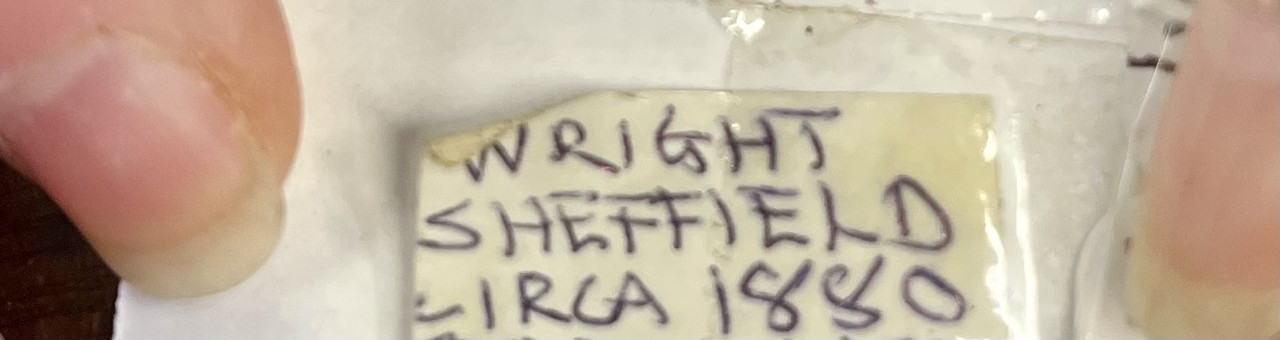 WRIGHT
SHEFFIELD
CIRCA 1880